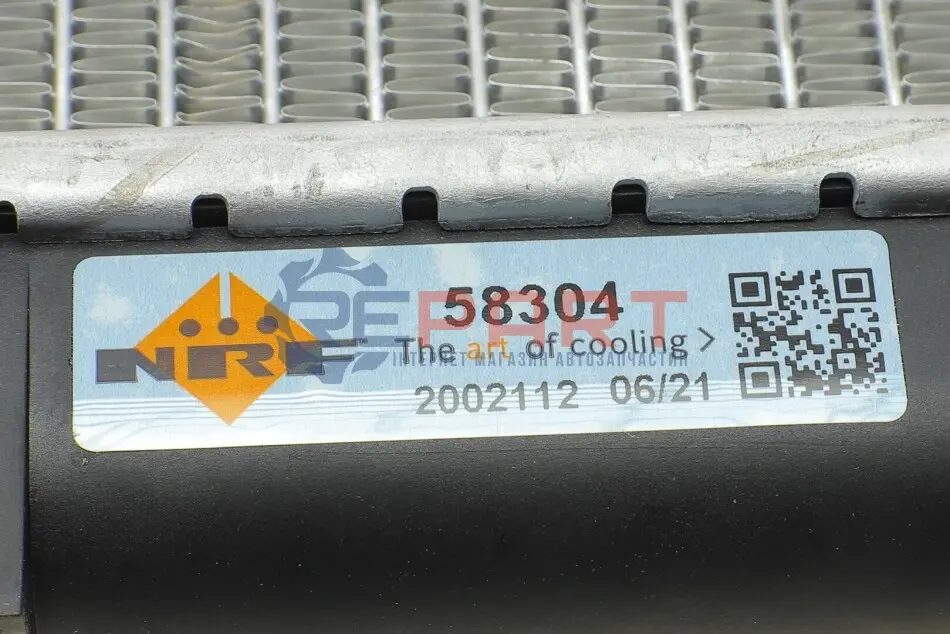 NRF
58304
The art of cooling >
2002112 06/21
REPART
ІНТЕРНЕТ МАГАЗИН АВТОЗАПЧАСТИН